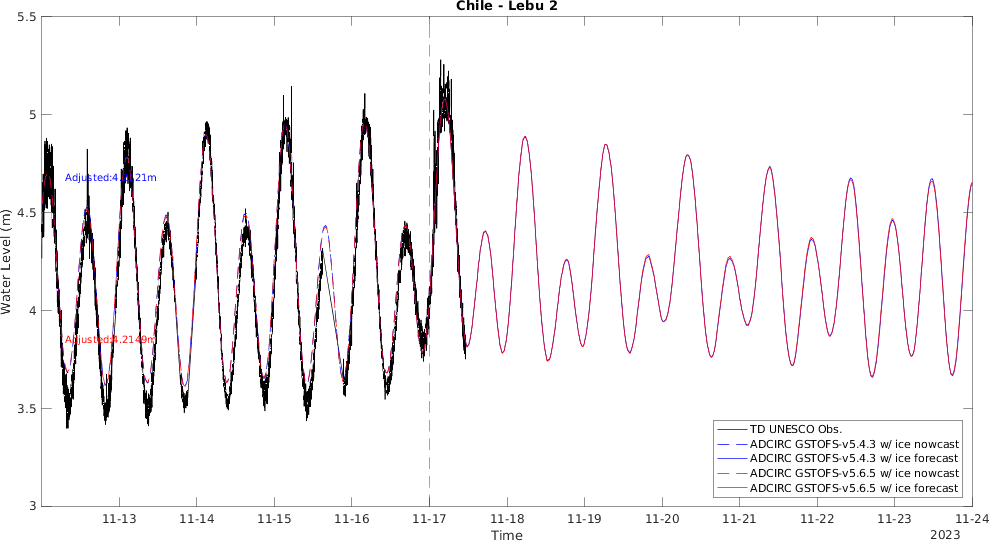 Chile - Lebu 2
5.5
5
4.5
4
3.5
3
Water Level (m)
Adjusted:4.2149m
11-13
11-14
11-15
11-16
11-17
11-18
11-19
11-20
11-21
11-22
11-23
11-24
Time
2023
TD UNESCO Obs.
ADCIRC GSTOFS-v5.4.3 w/ ice nowcast
ADCIRC GSTOFS-v5.4.3 w/ ice forecast
ADCIRC GSTOFS-v5.6.5 w/ ice nowcast
ADCIRC GSTOFS-v5.6.5 w/ ice forecast